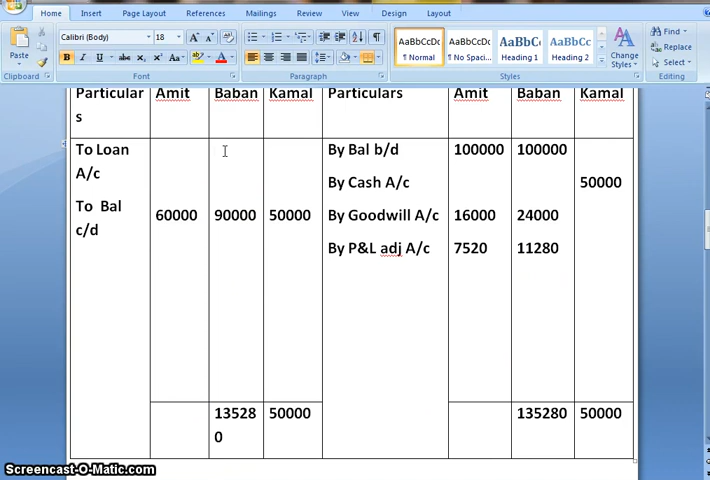 Home Insert Page Layout References Mailings Review View Design Layout
Calibri (Body) 18 Find
Replace
Select
Paste
B I U abc
AaBbCcDc AaBbCcDc AaBbC AaBbCc
¶ Normal ¶ No Spaci... Heading 1 Heading 2
Change
Styles
Clipboard Font Paragraph Styles Editing
Particular
s
Amit Baban Kamal Particulars Amit Baban Kamal
To Loan
A/c
By Bal b/d 100000 100000
By Cash A/c 50000
To Bal
c/d
60000 90000 50000 By Goodwill A/c 16000 24000
By P&L adj A/c 7520 11280
13528
0
50000 135280 50000
Screencast-O-Matic.com